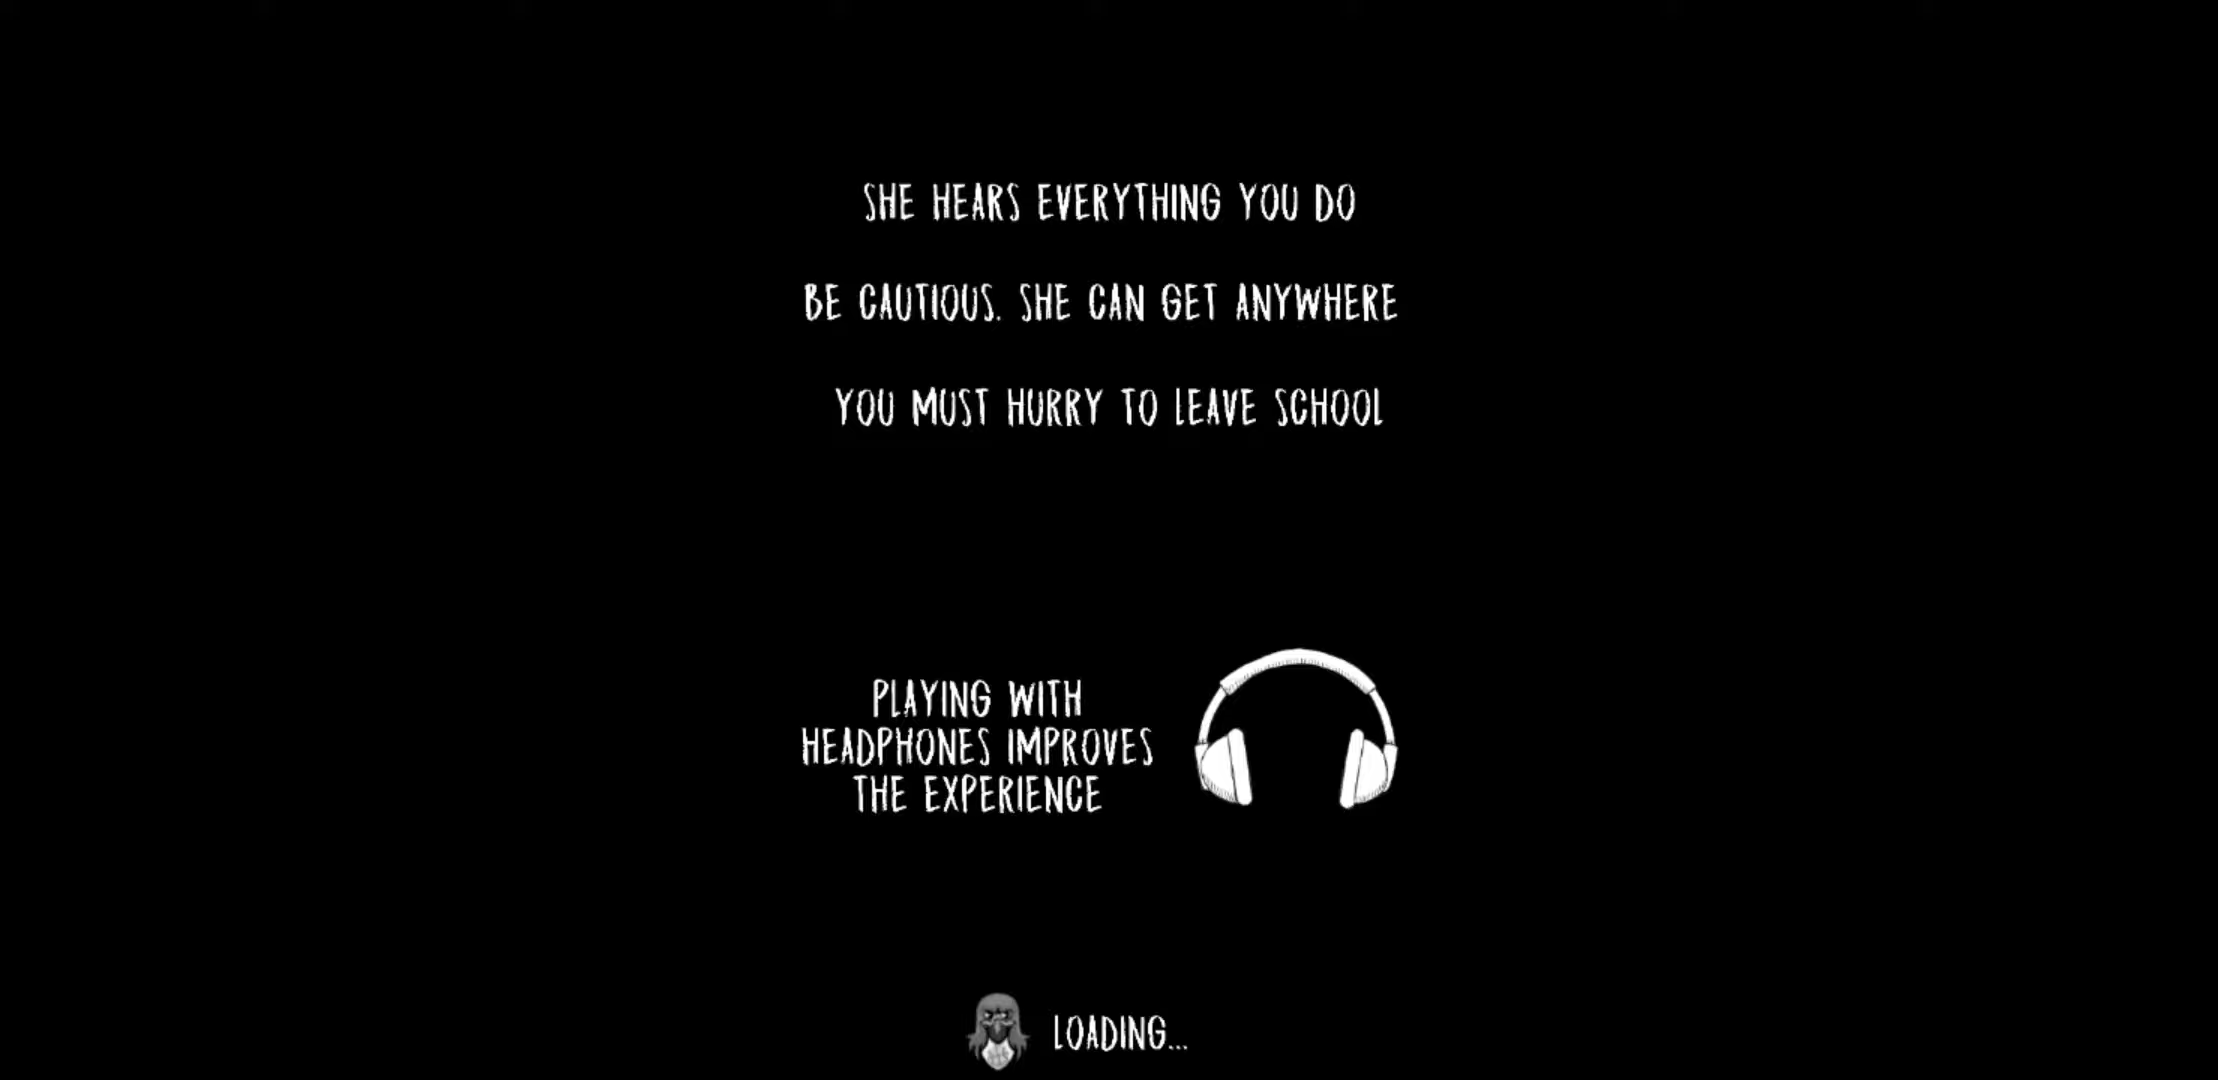 SHE HEARS EVERYTHING YOU DO
BE CAUTIOUS. SHE CAN GET ANYWHERE
YOU MUST HURRY TO LEAVE SCHOOL
PLAYING WITH
HEADPHONES IMPROVES
THE EXPERIENCE
LOADING...